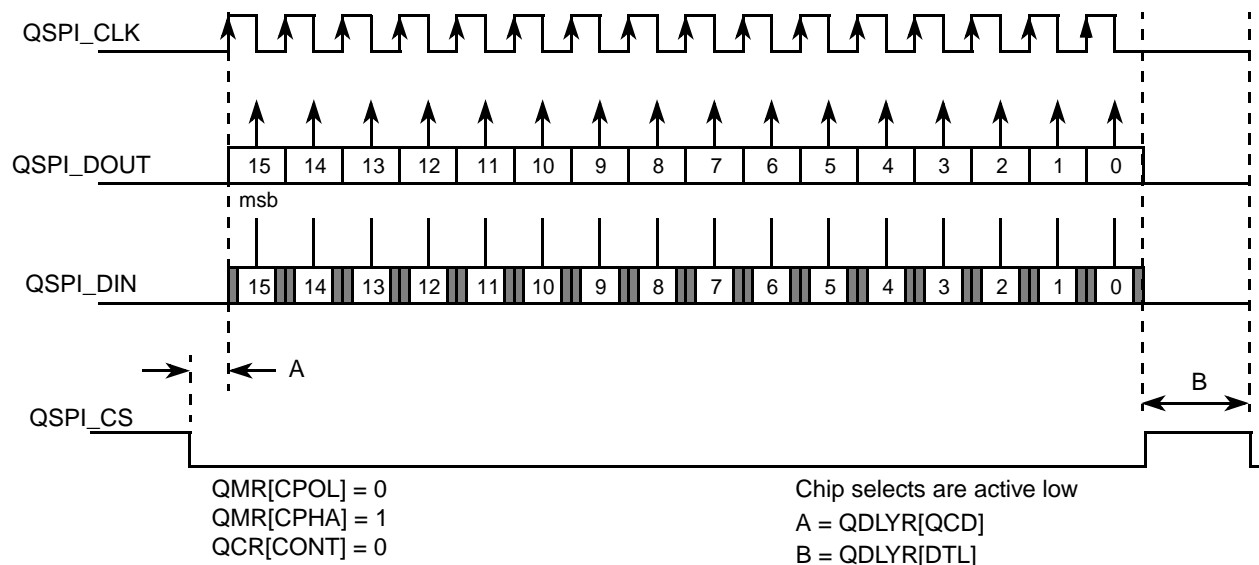 QSPI_CLK
QSPI_DOUT
15 14 13 12 11 10 9 8 7 6 5 4 3 2 1 0
msb
QSPI_DIN
15 14 13 12 11 10 9 8 7 6 5 4 3 2 1 0
A
B
QSPI_CS
QMR[CPOL] = 0
QMR[CPHA] = 1
QCR[CONT] = 0
Chip selects are active low
A = QDLYR[QCD]
B = QDLYR[DTL]